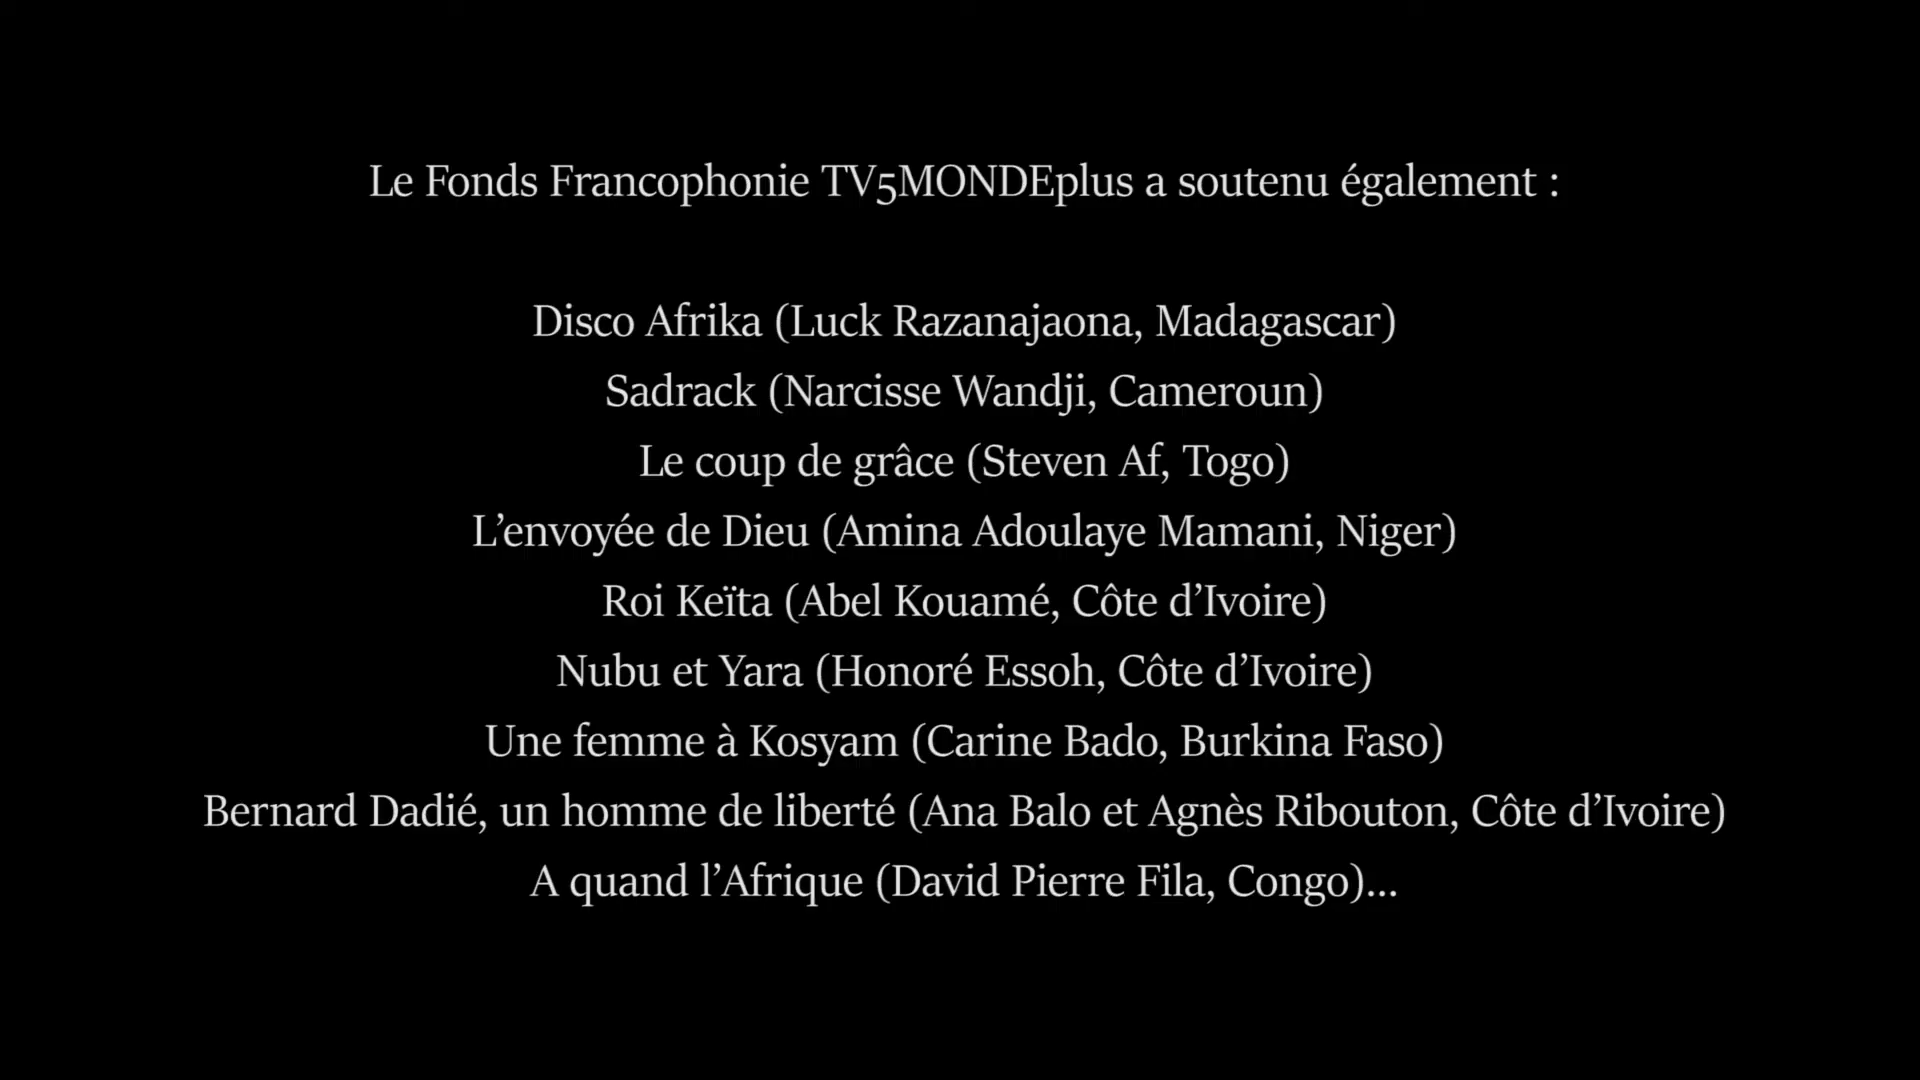 Le Fonds Francophonie TV5MONDEplus a soutenu également :
Disco Afrika (Luck Razanajaona, Madagascar)
Sadrack (Narcisse Wandji, Cameroun)
Le coup de grâce (Steven Af, Togo)
L’envoyée de Dieu (Amina Adoulaye Mamani, Niger)
Roi Keïta (Abel Kouamé, Côte d’Ivoire)
Nubu et Yara (Honoré Essoh, Côte d’Ivoire)
Une femme à Kosyam (Carine Bado, Burkina Faso)
Bernard Dadié, un homme de liberté (Ana Balo et Agnès Ribouton, Côte d’Ivoire)
A quand l’Afrique (David Pierre Fila, Congo)...